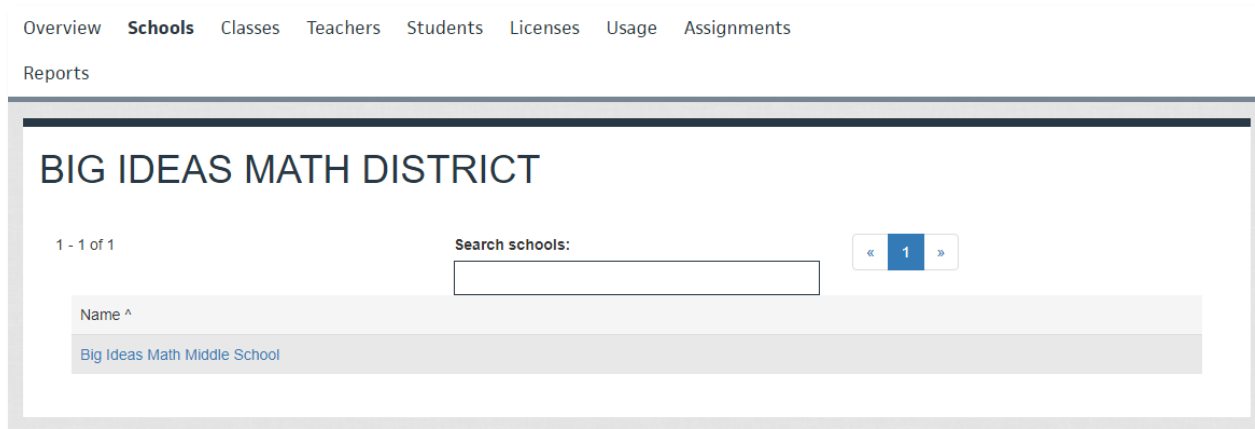 Overview Schools Classes Teachers Students Licenses Usage Assignments
Reports
BIG IDEAS MATH DISTRICT
1 - 1 of 1 Search schools: « 1 »
Name ^
Big Ideas Math Middle School